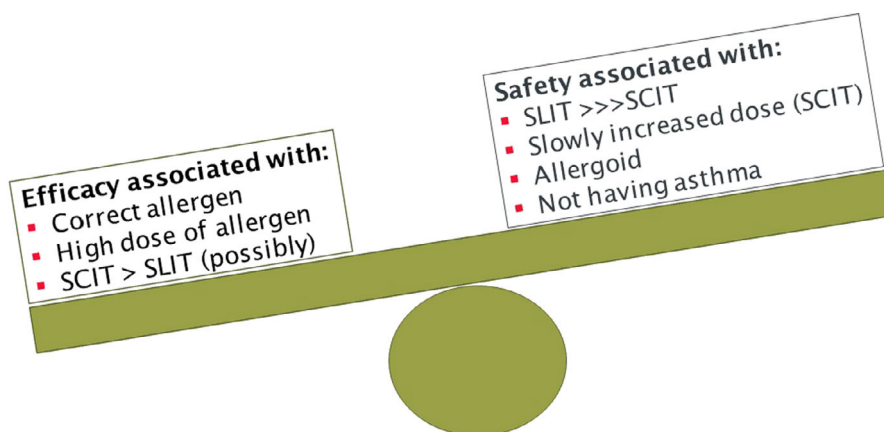 Efficacy associated with:
▪ Correct allergen
▪ High dose of allergen
▪ SCIT > SLIT (possibly)
Safety associated with:
▪ SLIT >>>SCIT
▪ Slowly increased dose (SCIT)
▪ Allergoid
▪ Not having asthma